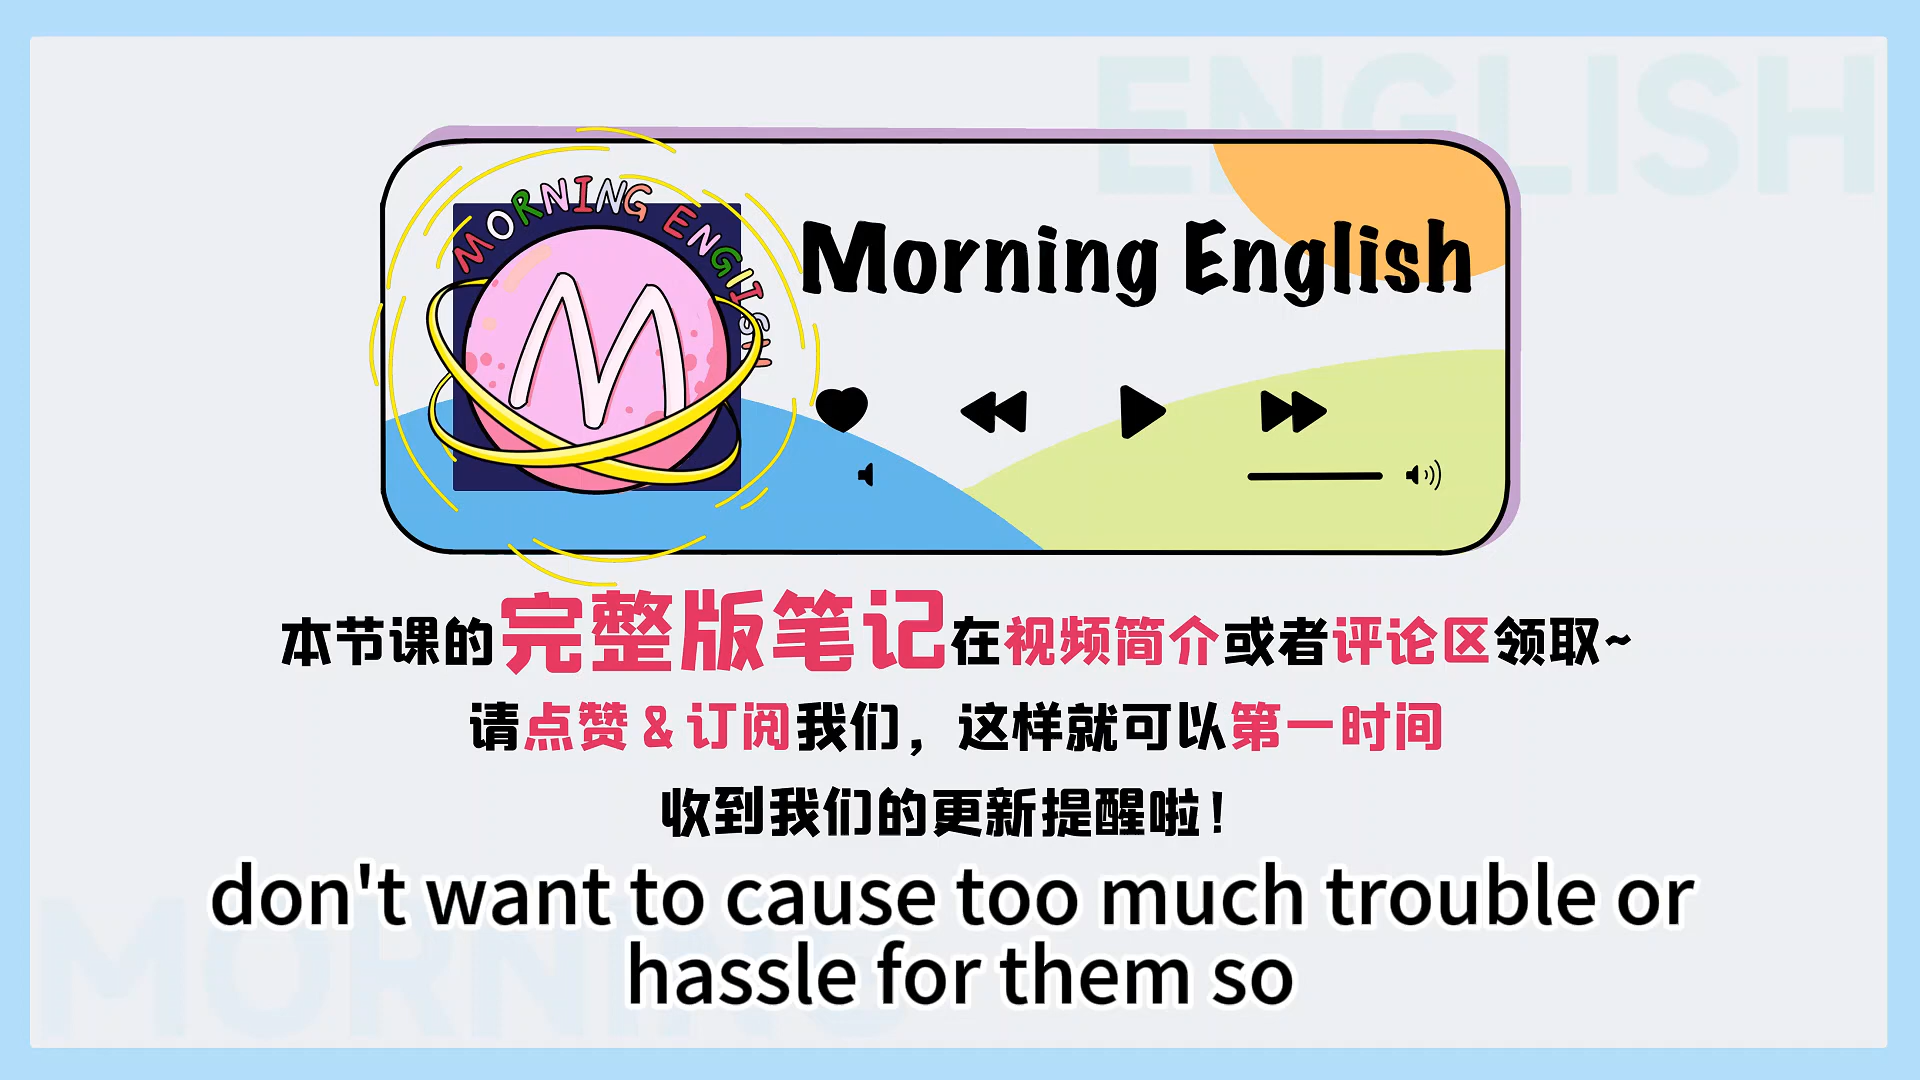 ENGLISH
MORNING ENGLISH
M
Morning English
本节课的完整版笔记在视频简介或者评论区领取~
请点赞&订阅我们，这样就可以第一时间
收到我们的更新提醒啦！
MORNING
don't want to cause too much trouble or
hassle for them so